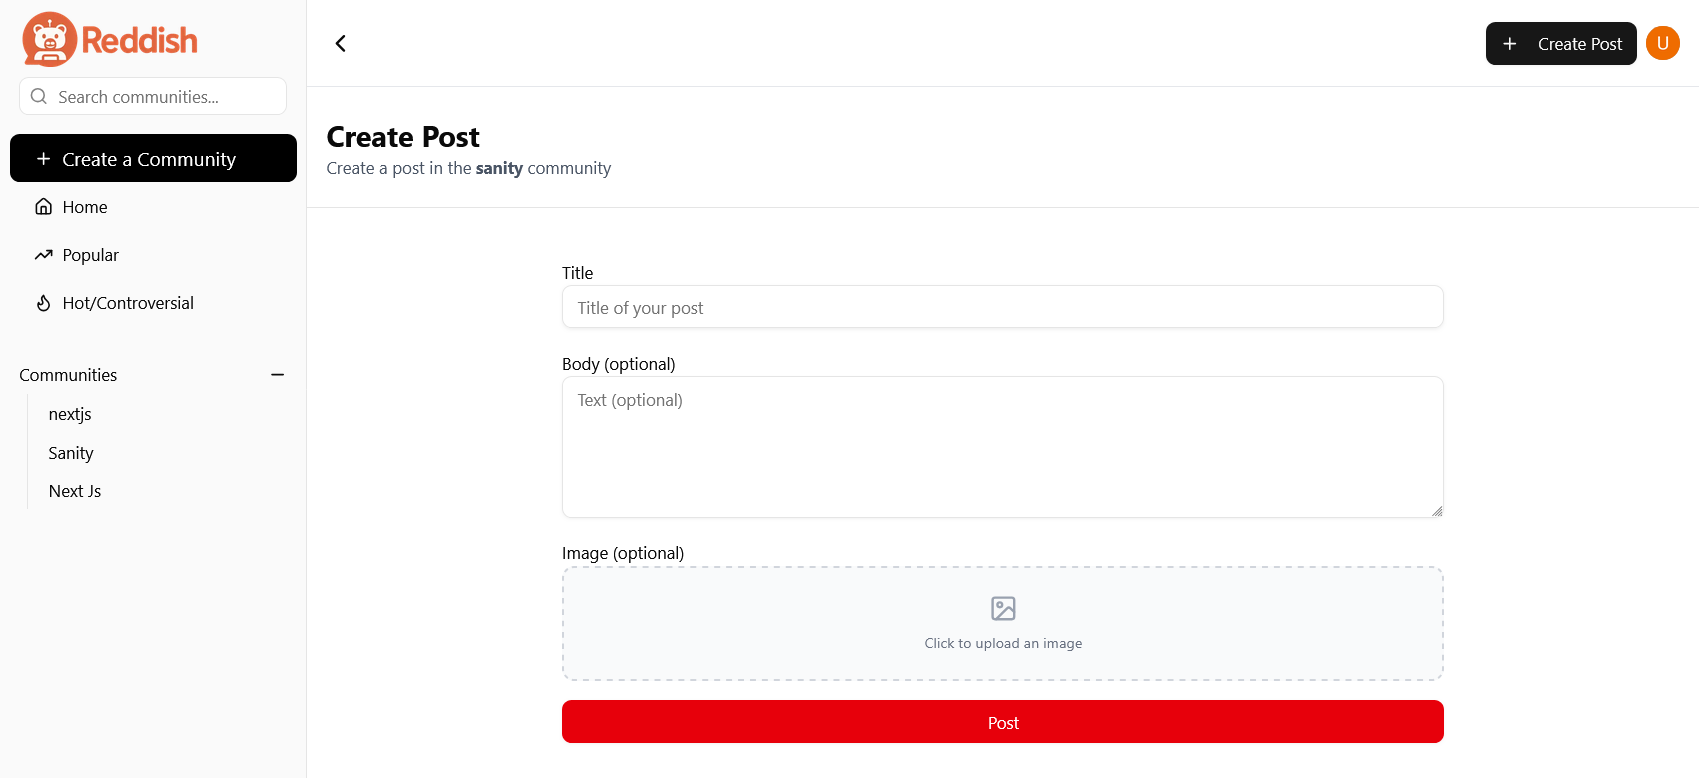 Reddish
Search communities...
Create a Community
Home
Popular
Hot/Controversial
Communities
nextjs
Sanity
Next Js
Create Post
U
Create Post
Create a post in the sanity community
Title
Title of your post
Body (optional)
Text (optional)
Image (optional)
Click to upload an image
Post